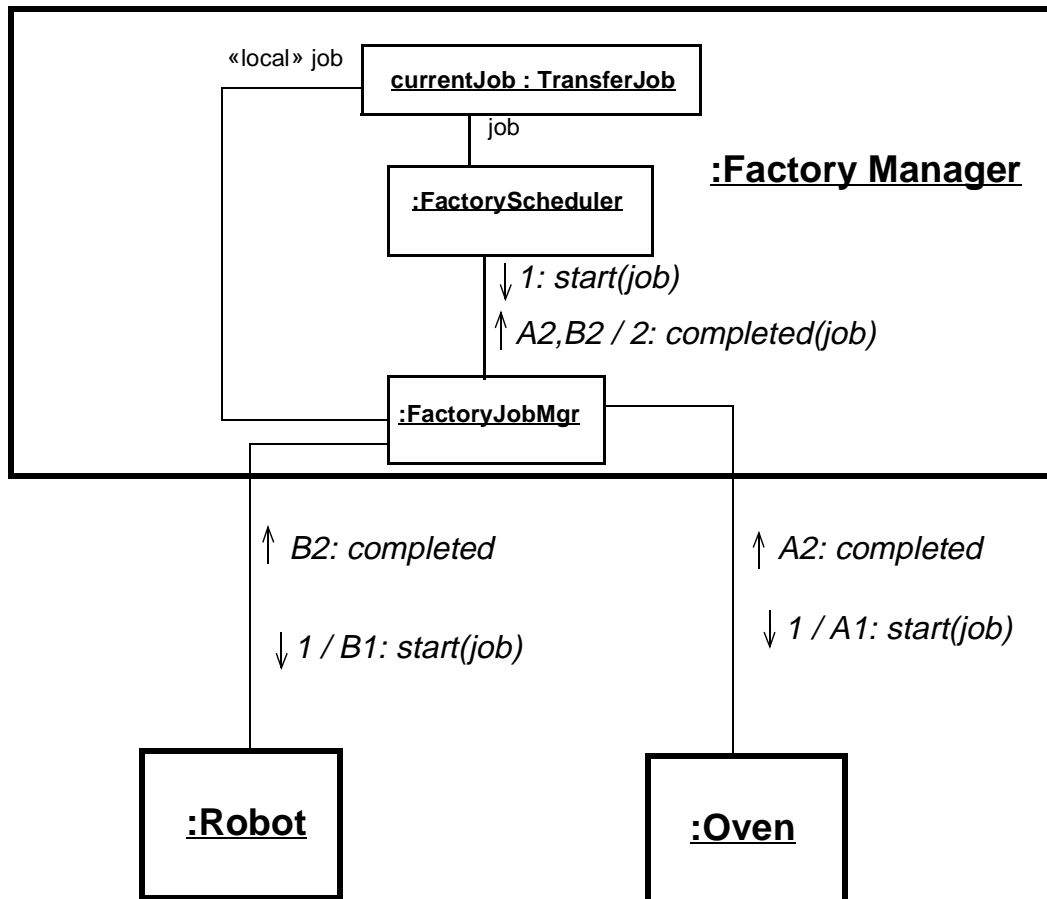 «local» job
currentJob : TransferJob
job
:Factory Manager
:FactoryScheduler
1: start(job)
A2,B2 / 2: completed(job)
:FactoryJobMgr
B2: completed
A2: completed
1 / B1: start(job)
1 / A1: start(job)
:Robot
:Oven